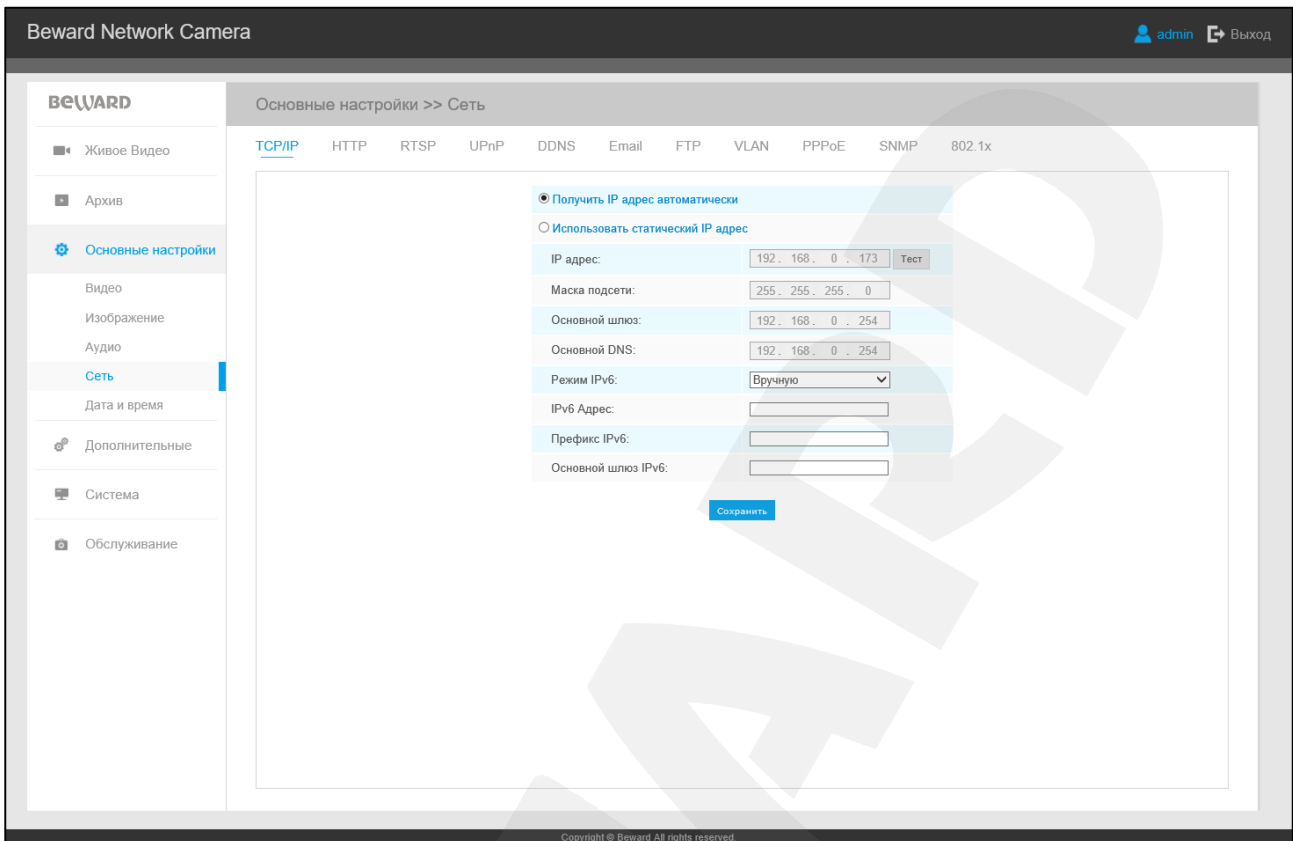 Beward Network Camera
admin Выход
BEWARD
Основные настройки >> Сеть
TCP/IP HTTP RTSP UPnP DDNS Email FTP VLAN PPPoE SNMP 802.1x
Живое Видео
Архив
Основные настройки
Видео
Изображение
Аудио
Сеть
Дата и время
Дополнительные
Система
Обслуживание
Получить IP адрес автоматически
Использовать статический IP адрес
IP адрес: 192. 168. 0 . 173 Тест
Маска подсети: 255. 255. 255. 0
Основной шлюз: 192. 168. 0 . 254
Основной DNS: 192. 168. 0 . 254
Режим IPv6: Вручную
IPv6 Адрес:
Префикс IPv6:
Основной шлюз IPv6:
Сохранить
Copyright © Beward All rights reserved.